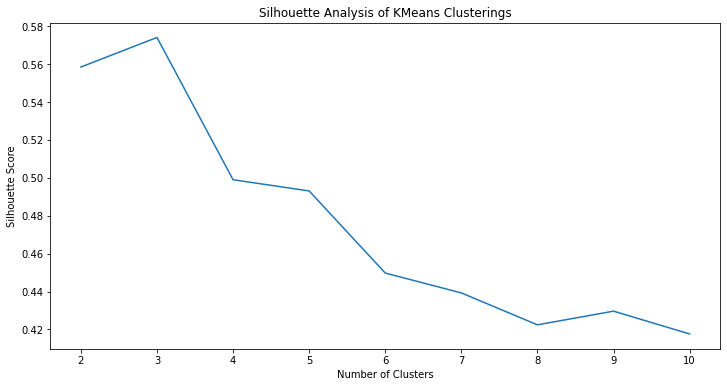 Silhouette Analysis of KMeans Clusterings
0.58
0.56
0.54
0.52
0.50
0.48
0.46
0.44
0.42
Silhouette Score
2 3 4 5 6 7 8 9 10
Number of Clusters